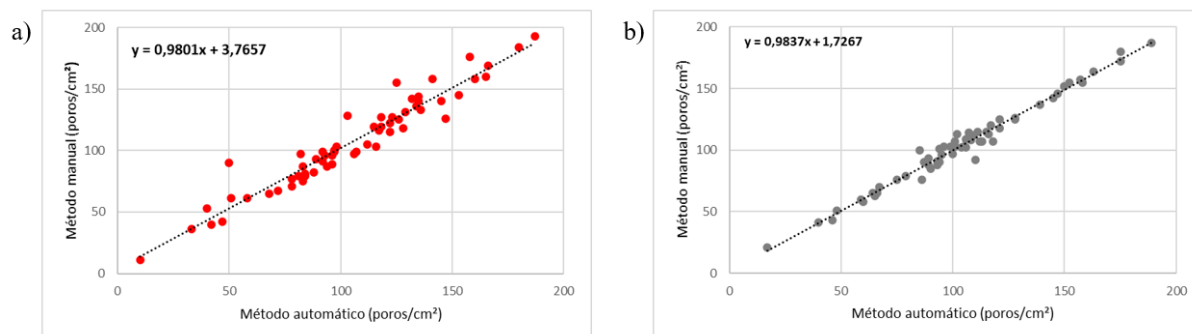 a)
y = 0,9801x + 3,7657
Método manual (poros/cm²)
200
150
100
50
0
0 50 100 150 200
Método automático (poros/cm²)
b)
y = 0,9837x + 1,7267
Método manual (poros/cm²)
200
150
100
50
0
0 50 100 150 200
Método automático (poros/cm²)